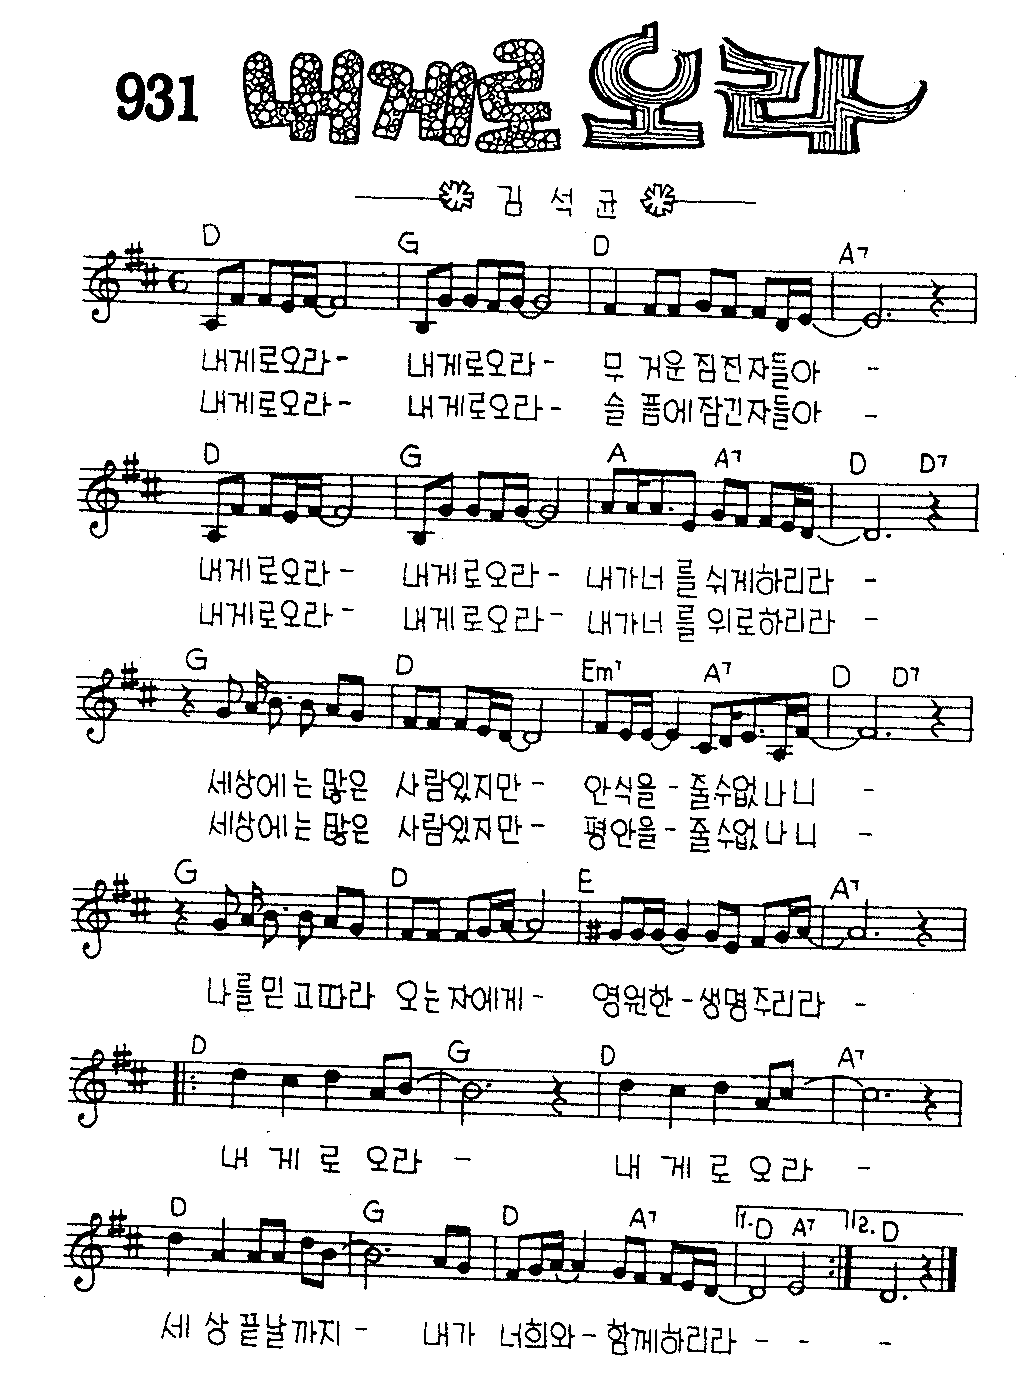 931 내게로 오라
김 석 균
D G D A7
내게로오라- 내게로오라- 무 거운 짐진자들아 -
내게로오라- 내게로오라- 슬 픔에잠긴자들아 -
D G A A7 D D7
내게로오라- 내게로오라- 내가너 를 쉬게하리라 -
내게로오라- 내게로오라- 내가너 를 위로하리라 -
G D Em7 A7 D D7
세상에는 많은 사람있지만- 안식을- 줄수없나니 -
세상에는 많은 사람있지만- 평안을- 줄수없나니 -
G D E A7
나를믿 고따라 오는자에게- 영원한-생명주리라 -
D G D A7
내 게 로 오라 - 내 게 로 오 라 -
D G D A7 1. D A7 2. D
세 상 끝날까지 - 내가 너희와-함께하리라 - - -